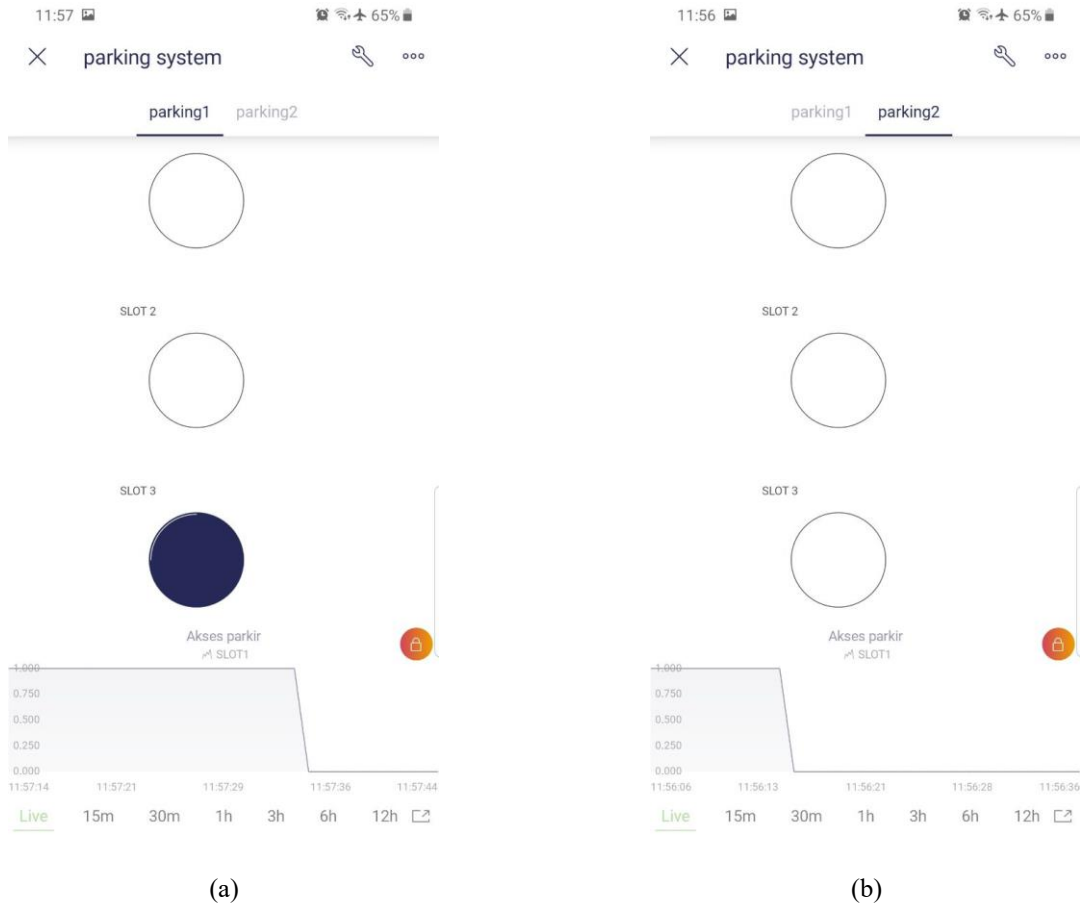 11:57 65%
parking system
parking1 parking2
SLOT 2
SLOT 3
Akses parkir
SLOT1
1.000
0.750
0.500
0.250
0.000
11:57:14 11:57:21 11:57:29 11:57:36 11:57:44
Live 15m 30m 1h 3h 6h 12h
(a)
11:56 65%
parking system
parking1 parking2
SLOT 2
SLOT 3
Akses parkir
SLOT1
1.000
0.750
0.500
0.250
0.000
11:56:06 11:56:13 11:56:21 11:56:28 11:56:36
Live 15m 30m 1h 3h 6h 12h
(b)